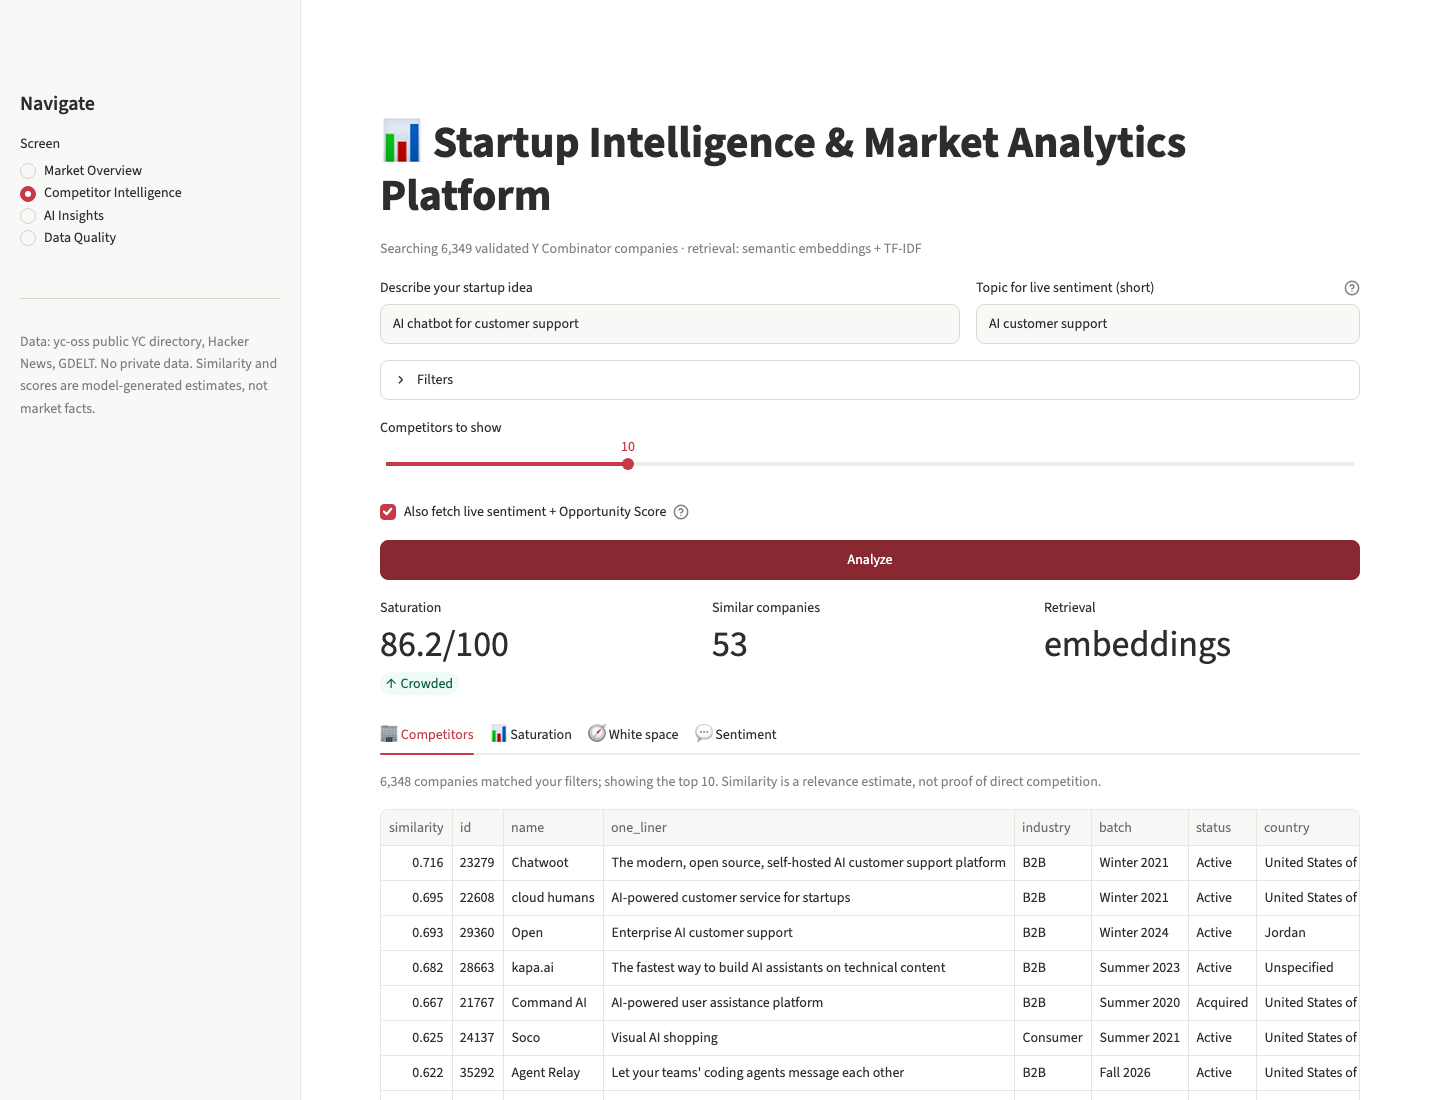 Navigate
Screen
Market Overview
Competitor Intelligence
AI Insights
Data Quality
Data: yc-oss public YC directory, Hacker
News, GDELT. No private data. Similarity and
scores are model-generated estimates, not
market facts.
Startup Intelligence & Market Analytics
Platform
Searching 6,349 validated Y Combinator companies · retrieval: semantic embeddings + TF-IDF
Describe your startup idea
Topic for live sentiment (short)
AI chatbot for customer support
AI customer support
Filters
Competitors to show
10
Also fetch live sentiment + Opportunity Score
Analyze
Saturation Similar companies Retrieval
86.2/100 53 embeddings
↑ Crowded
Competitors Saturation White space Sentiment
6,348 companies matched your filters; showing the top 10. Similarity is a relevance estimate, not proof of direct competition.
similarity id name one_liner industry batch status country
0.716 23279 Chatwoot The modern, open source, self-hosted AI customer support platform B2B Winter 2021 Active United States of
0.695 22608 cloud humans AI-powered customer service for startups B2B Winter 2021 Active United States of
0.693 29360 Open Enterprise AI customer support B2B Winter 2024 Active Jordan
0.682 28663 kapa.ai The fastest way to build AI assistants on technical content B2B Summer 2023 Active Unspecified
0.667 21767 Command AI AI-powered user assistance platform B2B Summer 2020 Acquired United States of
0.625 24137 Soco Visual AI shopping Consumer Summer 2021 Active United States of
0.622 35292 Agent Relay Let your teams' coding agents message each other B2B Fall 2026 Active United States of